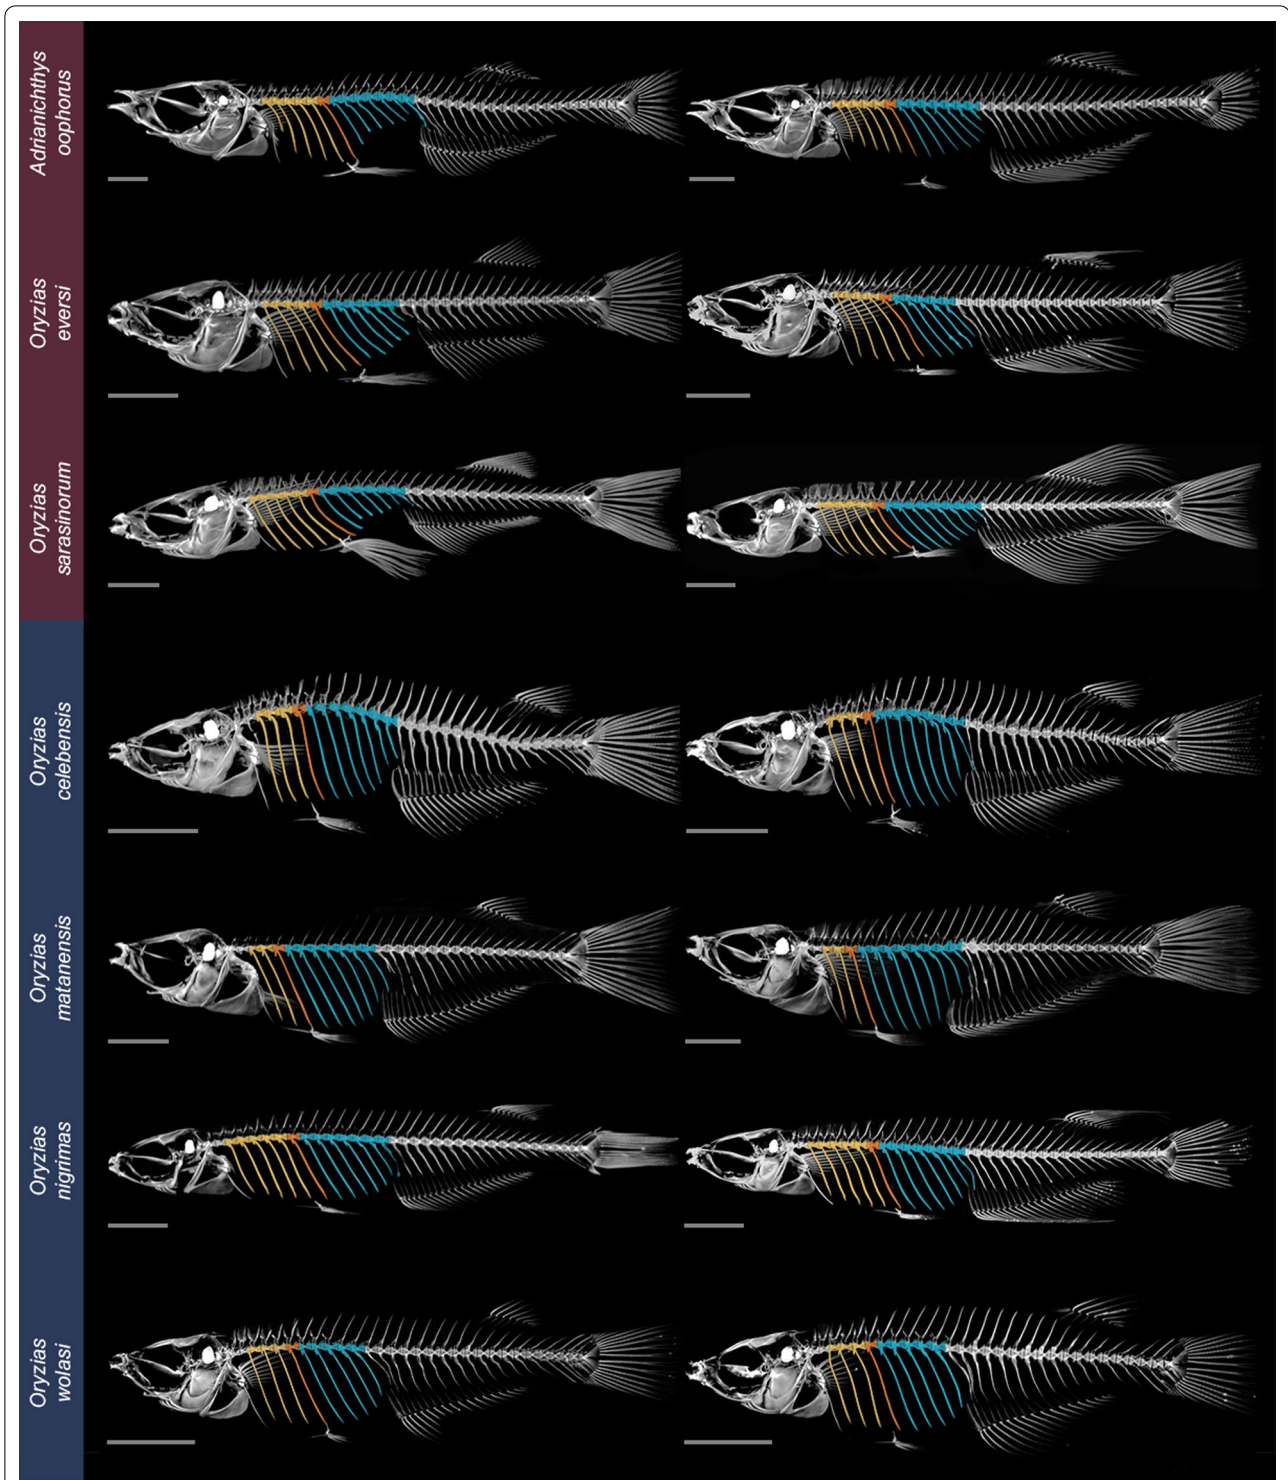 Adrianichthys
oophorus
Oryzias
eversi
Oryzias
sarasinorum
Oryzias
celebensis
Oryzias
matanensis
Oryzias
nigrimas
Oryzias
wolasi